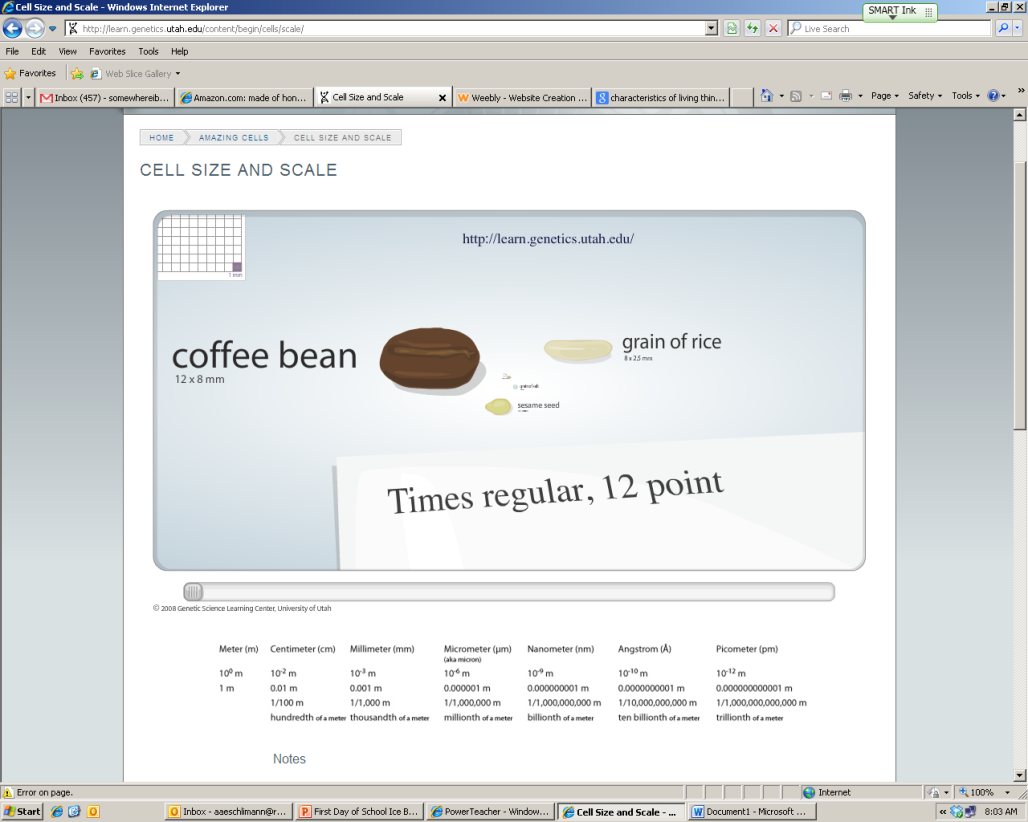 Cell Size and Scale - Windows Internet Explorer
SMART Ink
http://learn.genetics.utah.edu/content/begin/cells/scale/
Live Search
File Edit View Favorites Tools Help
Favorites Web Slice Gallery
Inbox (457) - somewhereib... Amazon.com: made of hon... Cell Size and Scale Weebly - Website Creation ... characteristics of living thin... Page Safety Tools
HOME AMAZING CELLS CELL SIZE AND SCALE
CELL SIZE AND SCALE
1 mm
http://learn.genetics.utah.edu/
coffee bean
12 x 8 mm
grain of rice
8 x 2.5 mm
sesame seed
Times regular, 12 point
© 2008 Genetic Science Learning Center, University of Utah
Meter (m) Centimeter (cm) Millimeter (mm) Micrometer (µm) Nanometer (nm) Angstrom (Å) Picometer (pm)
(aka micron)
10⁰ m 10⁻² m 10⁻³ m 10⁻⁶ m 10⁻⁹ m 10⁻¹⁰ m 10⁻¹² m
1 m 0.01 m 0.001 m 0.000001 m 0.000000001 m 0.0000000001 m 0.000000000001 m
1/100 m 1/1,000 m 1/1,000,000 m 1/1,000,000,000 m 1/10,000,000,000 m 1/1,000,000,000,000 m
hundredth of a meter thousandth of a meter millionth of a meter billionth of a meter ten billionth of a meter trillionth of a meter
Notes
Error on page. Internet 100%
Start Inbox - aaeschlimann@r... First Day of School Ice B... PowerTeacher - Window... Cell Size and Scale - ... Document1 - Microsoft ... 8:03 AM